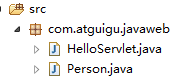 src
com.atguigu.javaweb
HelloServlet.java
Person.java